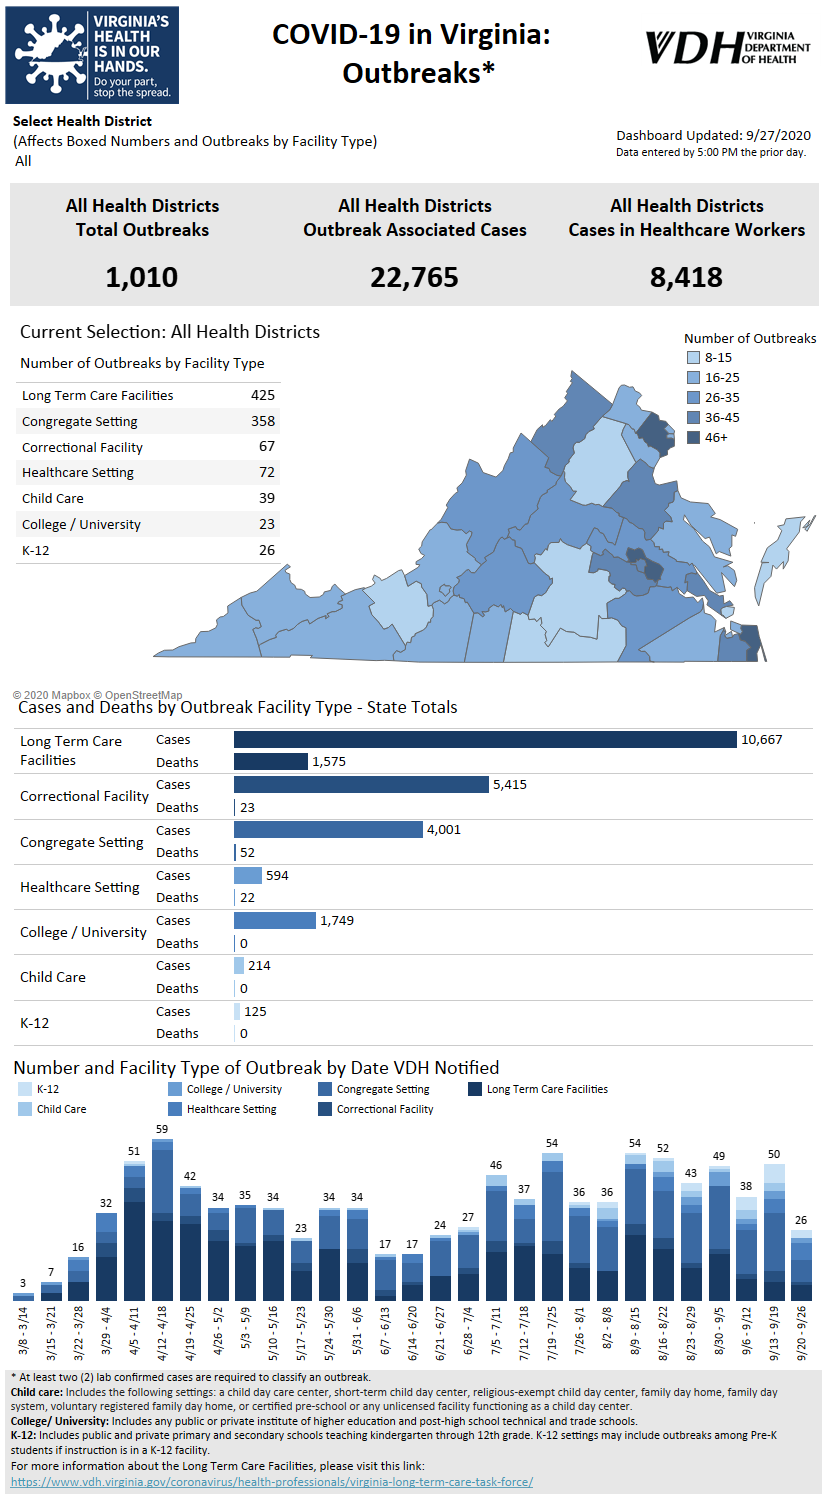 VIRGINIA'S
HEALTH
IS IN OUR
HANDS.
Do your part,
stop the spread.
COVID-19 in Virginia:
Outbreaks*
VDH VIRGINIA
DEPARTMENT
OF HEALTH
Select Health District
(Affects Boxed Numbers and Outbreaks by Facility Type)
All
Dashboard Updated: 9/27/2020
Data entered by 5:00 PM the prior day.
All Health Districts
Total Outbreaks
1,010
All Health Districts
Outbreak Associated Cases
22,765
All Health Districts
Cases in Healthcare Workers
8,418
Current Selection: All Health Districts
Number of Outbreaks by Facility Type
Long Term Care Facilities 425
Congregate Setting 358
Correctional Facility 67
Healthcare Setting 72
Child Care 39
College / University 23
K-12 26
Number of Outbreaks
8-15
16-25
26-35
36-45
46+
© 2020 Mapbox © OpenStreetMap
Cases and Deaths by Outbreak Facility Type - State Totals
Long Term Care
Facilities
Cases 10,667
Deaths 1,575
Correctional Facility
Cases 5,415
Deaths 23
Congregate Setting
Cases 4,001
Deaths 52
Healthcare Setting
Cases 594
Deaths 22
College / University
Cases 1,749
Deaths 0
Child Care
Cases 214
Deaths 0
K-12
Cases 125
Deaths 0
Number and Facility Type of Outbreak by Date VDH Notified
K-12 College / University Congregate Setting Long Term Care Facilities
Child Care Healthcare Setting Correctional Facility
3 7 16 32 51 59 42 34 35 34 23 34 34 17 17 24 27 46 37 54 36 36 54 52 43 49 38 50 26
3/8 - 3/14
3/15 - 3/21
3/22 - 3/28
3/29 - 4/4
4/5 - 4/11
4/12 - 4/18
4/19 - 4/25
4/26 - 5/2
5/3 - 5/9
5/10 - 5/16
5/17 - 5/23
5/24 - 5/30
5/31 - 6/6
6/7 - 6/13
6/14 - 6/20
6/21 - 6/27
6/28 - 7/4
7/5 - 7/11
7/12 - 7/18
7/19 - 7/25
7/26 - 8/1
8/2 - 8/8
8/9 - 8/15
8/16 - 8/22
8/23 - 8/29
8/30 - 9/5
9/6 - 9/12
9/13 - 9/19
9/20 - 9/26
* At least two (2) lab confirmed cases are required to classify an outbreak.
Child care: Includes the following settings: a child day care center, short-term child day center, religious-exempt child day center, family day home, family day
system, voluntary registered family day home, or certified pre-school or any unlicensed facility functioning as a child day center.
College/ University: Includes any public or private institute of higher education and post-high school technical and trade schools.
K-12: Includes public and private primary and secondary schools teaching kindergarten through 12th grade. K-12 settings may include outbreaks among Pre-K
students if instruction is in a K-12 facility.
For more information about the Long Term Care Facilities, please visit this link:
https://www.vdh.virginia.gov/coronavirus/health-professionals/virginia-long-term-care-task-force/